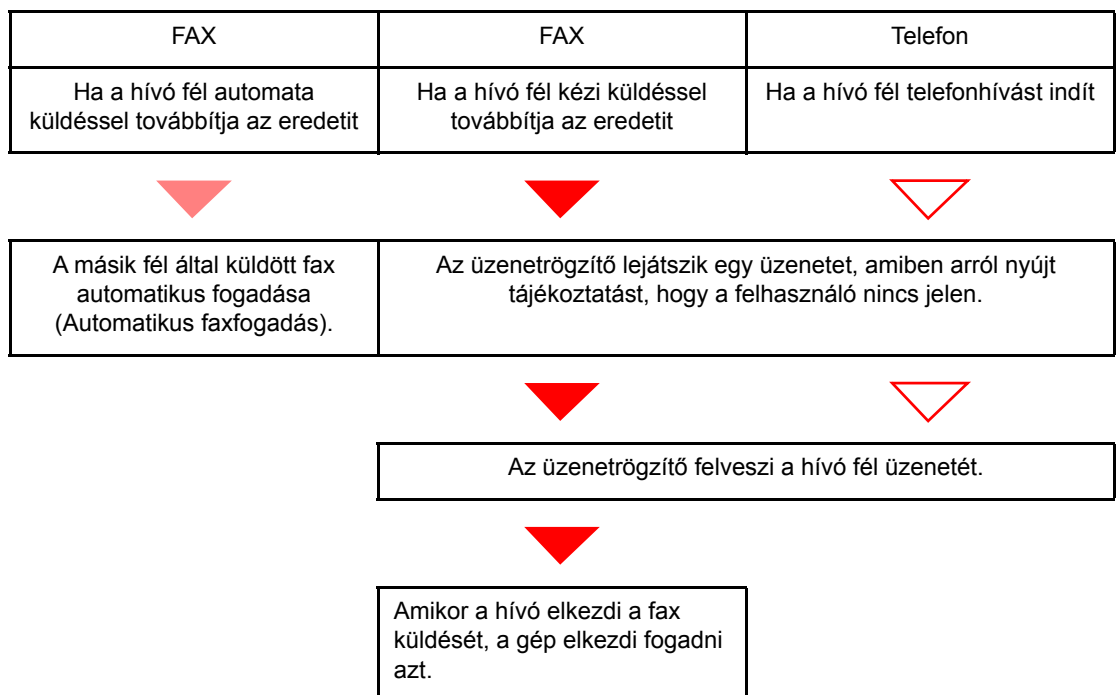 FAX
FAX
Telefon
Ha a hívó fél automata
küldéssel továbbítja az eredetit
Ha a hívó fél kézi küldéssel
továbbítja az eredetit
Ha a hívó fél telefonhívást indít
A másik fél által küldött fax
automatikus fogadása
(Automatikus faxfogadás).
Az üzenetrögzítő lejátszik egy üzenetet, amiben arról nyújt
tájékoztatást, hogy a felhasználó nincs jelen.
Az üzenetrögzítő felveszi a hívó fél üzenetét.
Amikor a hívó elkezdi a fax
küldését, a gép elkezdi fogadni
azt.